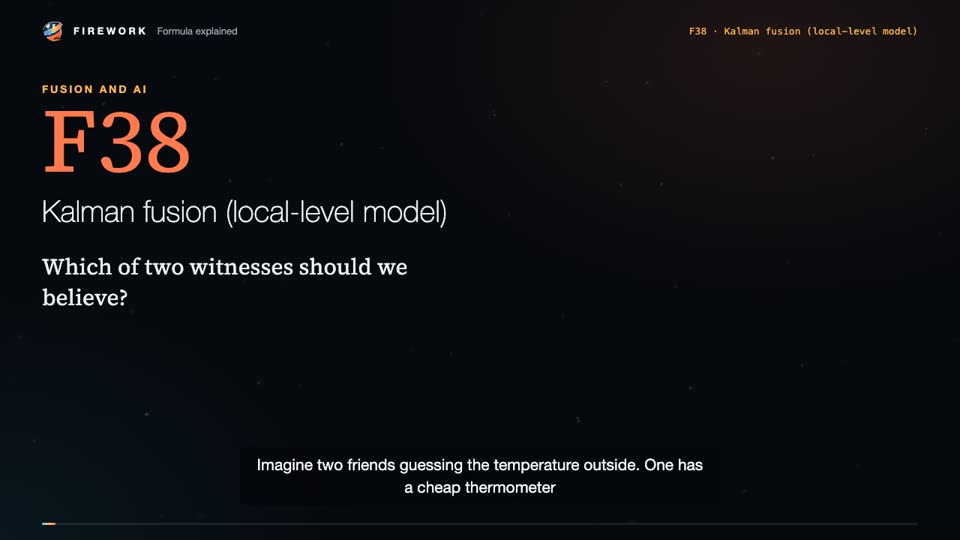 FIREWORK Formula explained
F38 · Kalman fusion (local-level model)
FUSION AND AI
F38
Kalman fusion (local-level model)
Which of two witnesses should we
believe?
Imagine two friends guessing the temperature outside. One has
a cheap thermometer